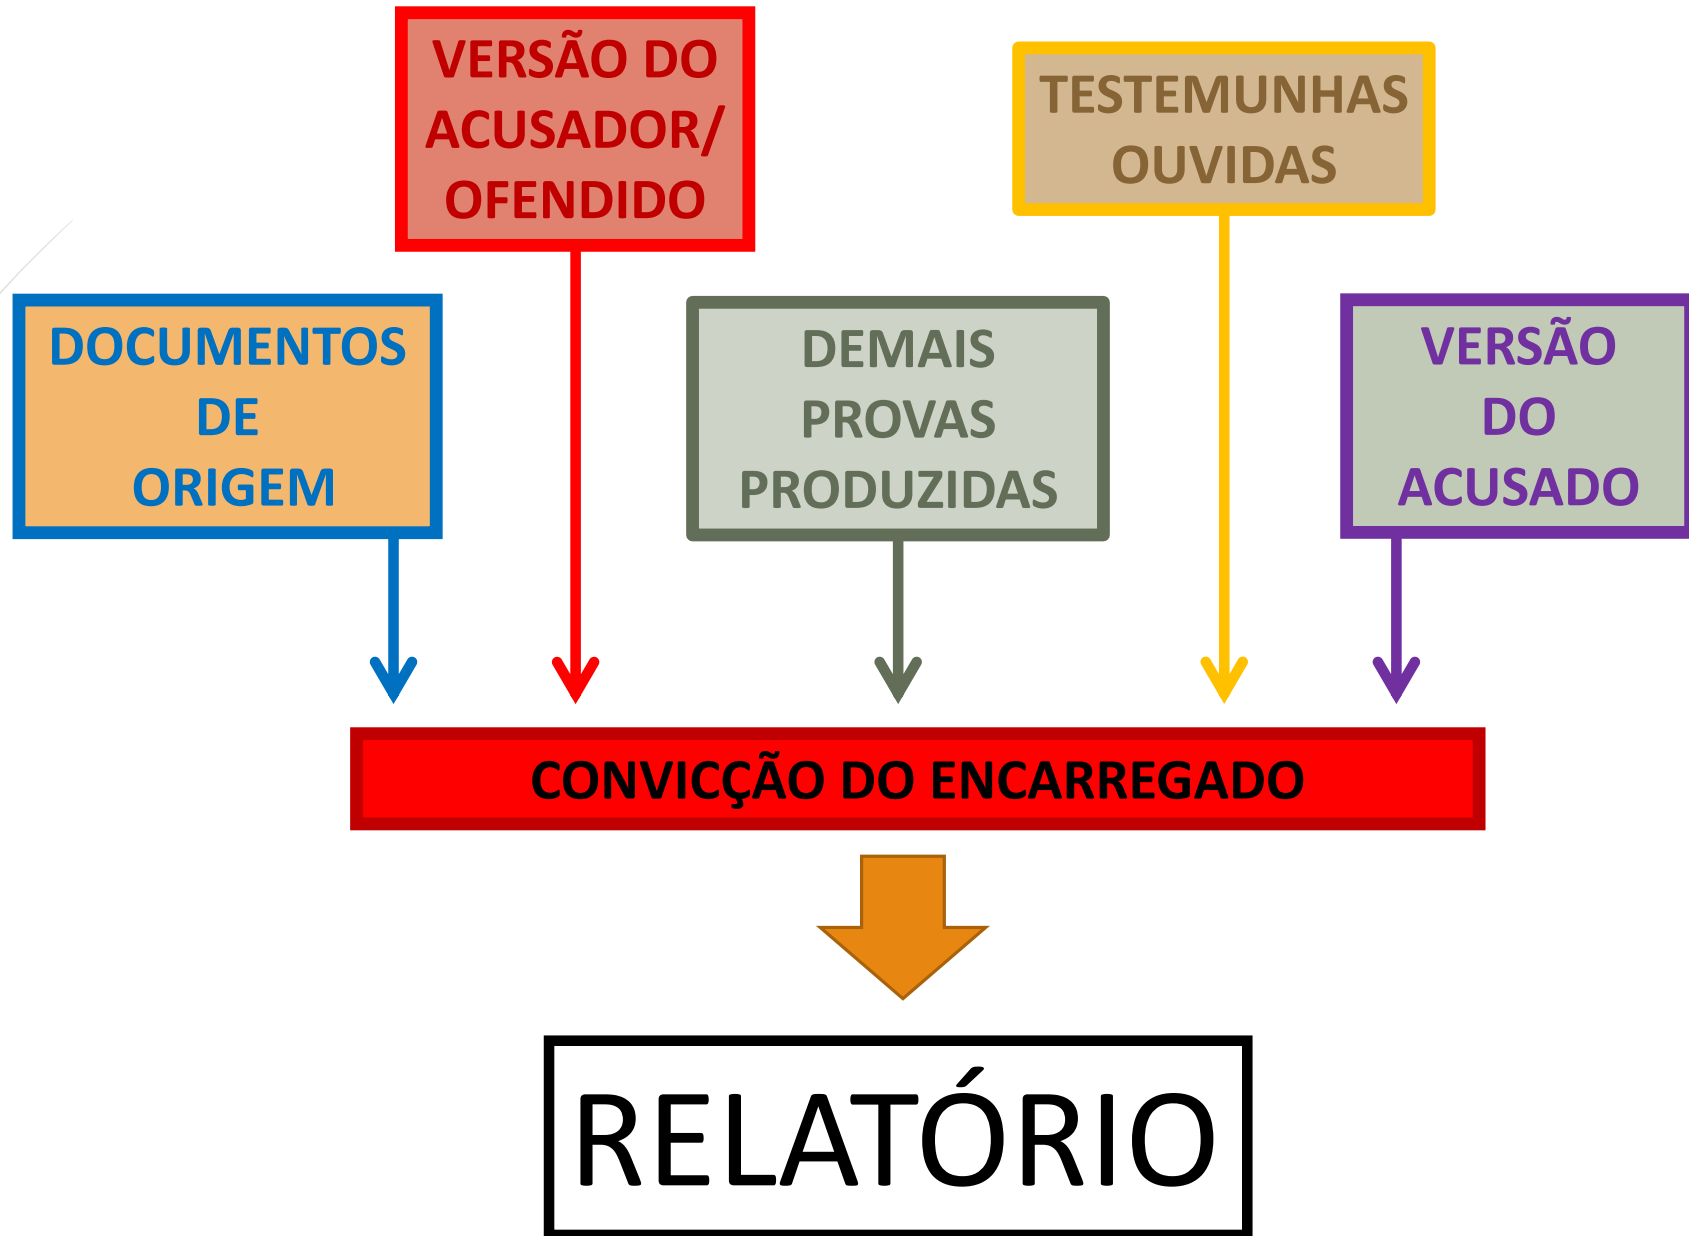 VERSÃO DO
ACUSADOR/
OFENDIDO
TESTEMUNHAS
OUVIDAS
DOCUMENTOS
DE
ORIGEM
DEMAIS
PROVAS
PRODUZIDAS
VERSÃO
DO
ACUSADO
CONVICÇÃO DO ENCARREGADO
RELATÓRIO